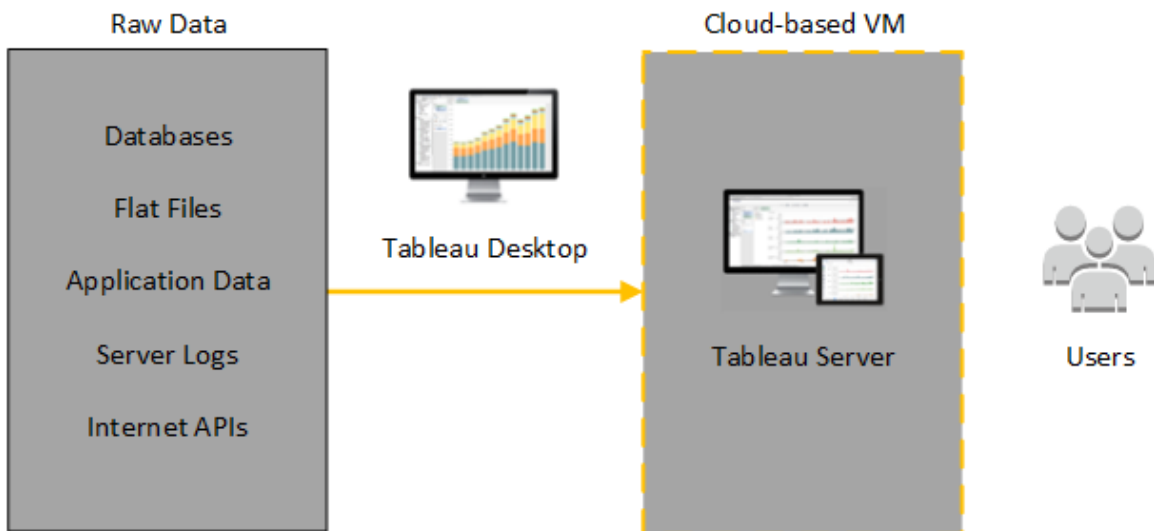 Raw Data
Cloud-based VM
Databases
Flat Files
Application Data
Server Logs
Internet APIs
Tableau Desktop
Tableau Server
Users